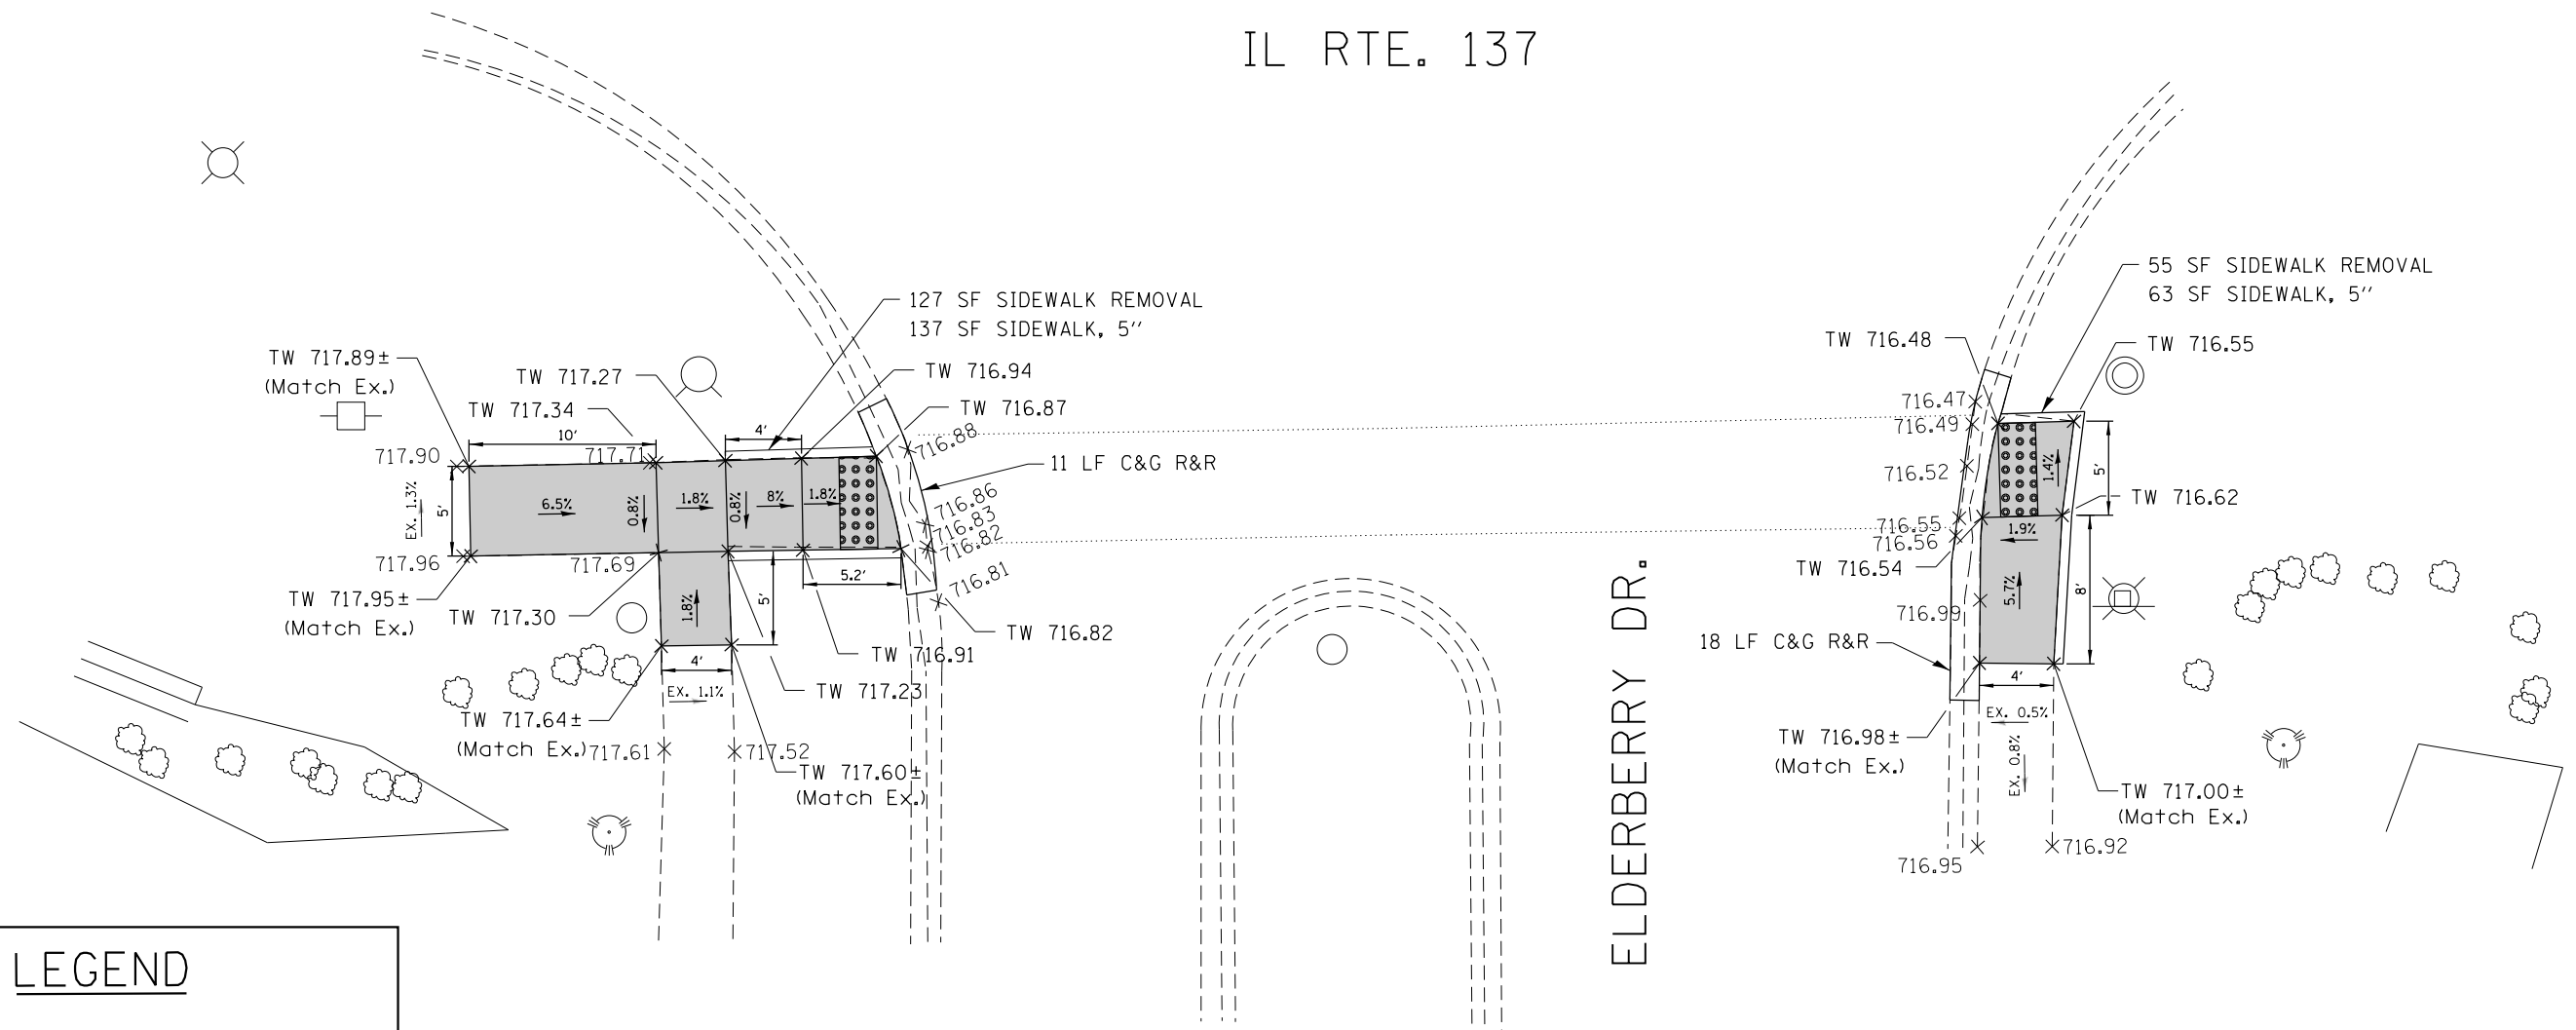 IL RTE. 137
127 SF SIDEWALK REMOVAL
137 SF SIDEWALK, 5''
55 SF SIDEWALK REMOVAL
63 SF SIDEWALK, 5''
TW 717.89±
(Match Ex.)
TW 717.27
TW 717.34
TW 716.94
TW 716.87
TW 716.48
TW 716.55
716.47
716.49
716.52
716.55
716.56
716.99
10'
4'
717.90
717.71
716.88
11 LF C&G R&R
EX. 1.3%
5'
6.5%
0.8%
1.8%
0.8%
8%
1.8%
716.86
716.83
716.82
716.81
1.4%
5'
TW 716.62
1.9%
717.96
717.69
5.2'
TW 716.54
TW 717.95±
(Match Ex.)
TW 717.30
1.8%
5'
TW 716.82
5.7%
8'
18 LF C&G R&R
4'
EX. 1.1%
TW 716.91
TW 717.23
TW 717.64±
(Match Ex.)
717.61
717.52
TW 717.60±
(Match Ex.)
ELDERBERRY DR.
4'
EX. 0.5%
EX. 0.8%
TW 716.98±
(Match Ex.)
TW 717.00±
(Match Ex.)
716.95
716.92
LEGEND